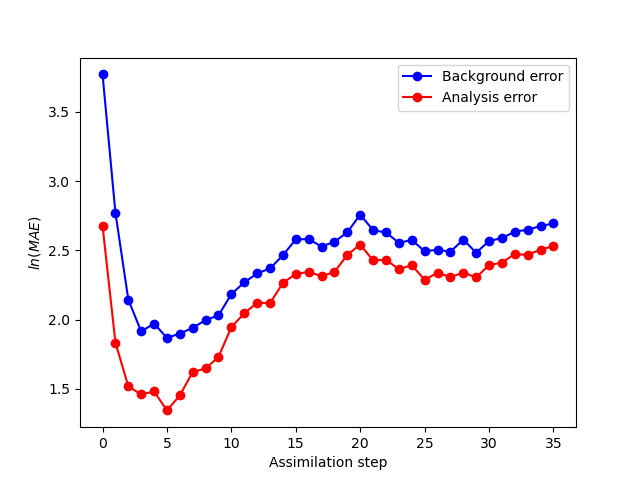 Background error
Analysis error
3.5
3.0
2.5
2.0
1.5
ln(MAE)
0 5 10 15 20 25 30 35
Assimilation step